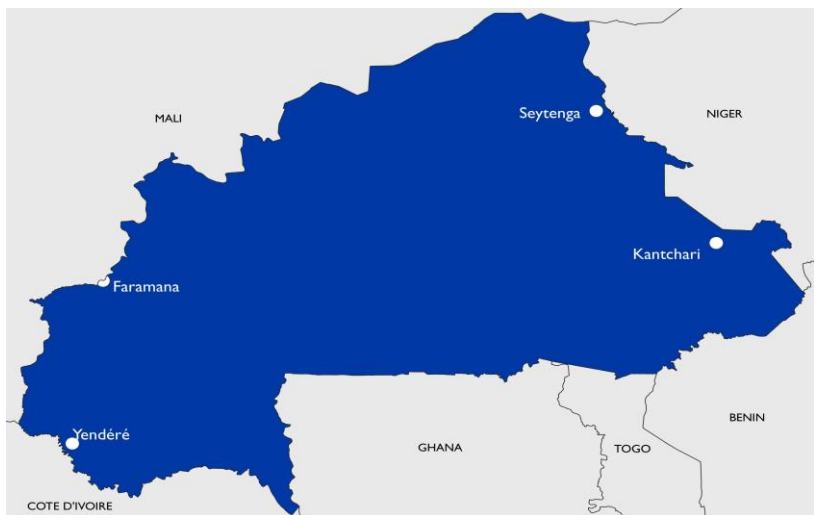 Seytenga
NIGER
MALI
Kantchari
Faramana
BENIN
Yendéré
GHANA
TOGO
COTE D'IVOIRE